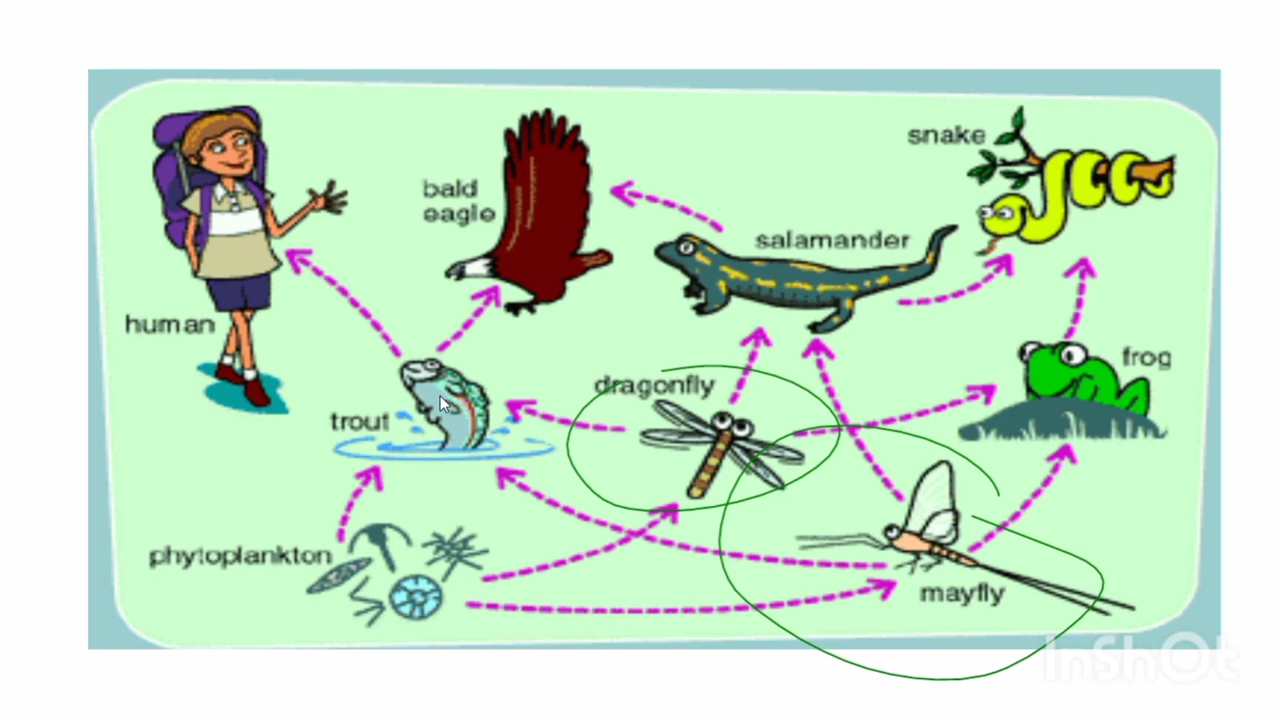 snake
bald
eagle
salamander
human
frog
dragonfly
trout
phytoplankton
mayfly
InShOt